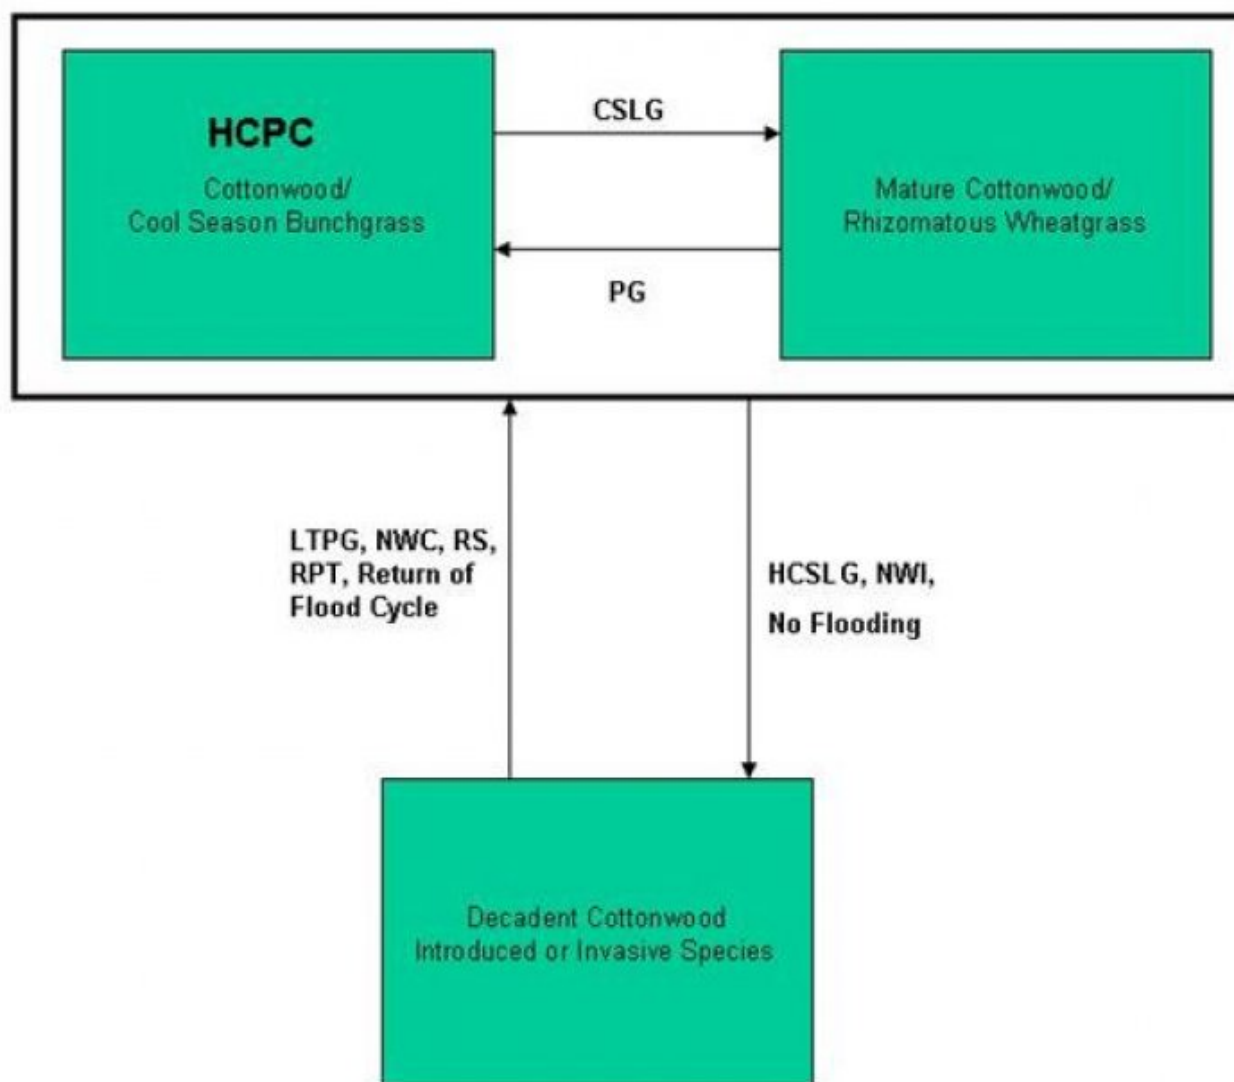 HCPC
Cottonwood/
Cool Season Bunchgrass
CSLG
PG
Mature Cottonwood/
Rhizomatous Wheatgrass
LTPG, NWC, RS,
RPT, Return of
Flood Cycle
HCSLG, NWI,
No Flooding
Decadent Cottonwood
Introduced or Invasive Species